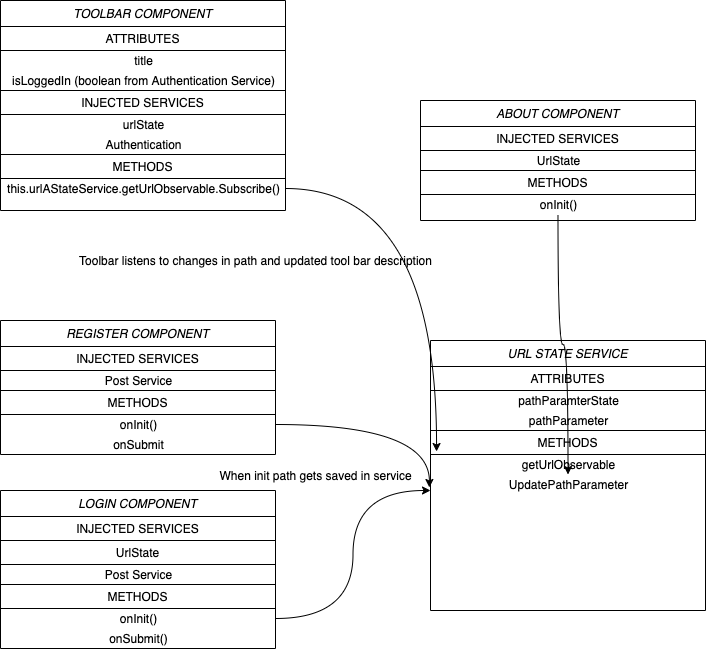 TOOLBAR COMPONENT
ATTRIBUTES
title
isLoggedIn (boolean from Authentication Service)
INJECTED SERVICES
urlState
Authentication
METHODS
this.urlAStateService.getUrlObservable.Subscribe()
ABOUT COMPONENT
INJECTED SERVICES
UrlState
METHODS
onInit()
Toolbar listens to changes in path and updated tool bar description
REGISTER COMPONENT
INJECTED SERVICES
Post Service
METHODS
onInit()
onSubmit
URL STATE SERVICE
ATTRIBUTES
pathParamterState
pathParameter
METHODS
getUrlObservable
UpdatePathParameter
When init path gets saved in service
LOGIN COMPONENT
INJECTED SERVICES
UrlState
Post Service
METHODS
onInit()
onSubmit()